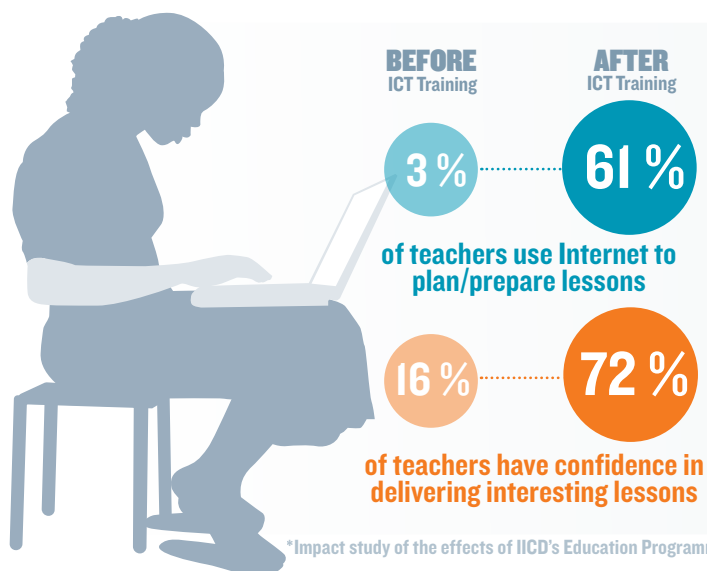 BEFORE
ICT Training
AFTER
ICT Training
3 %
61 %
of teachers use Internet to
plan/prepare lessons
16 %
72 %
of teachers have confidence in
delivering interesting lessons
*Impact study of the effects of IICD's Education